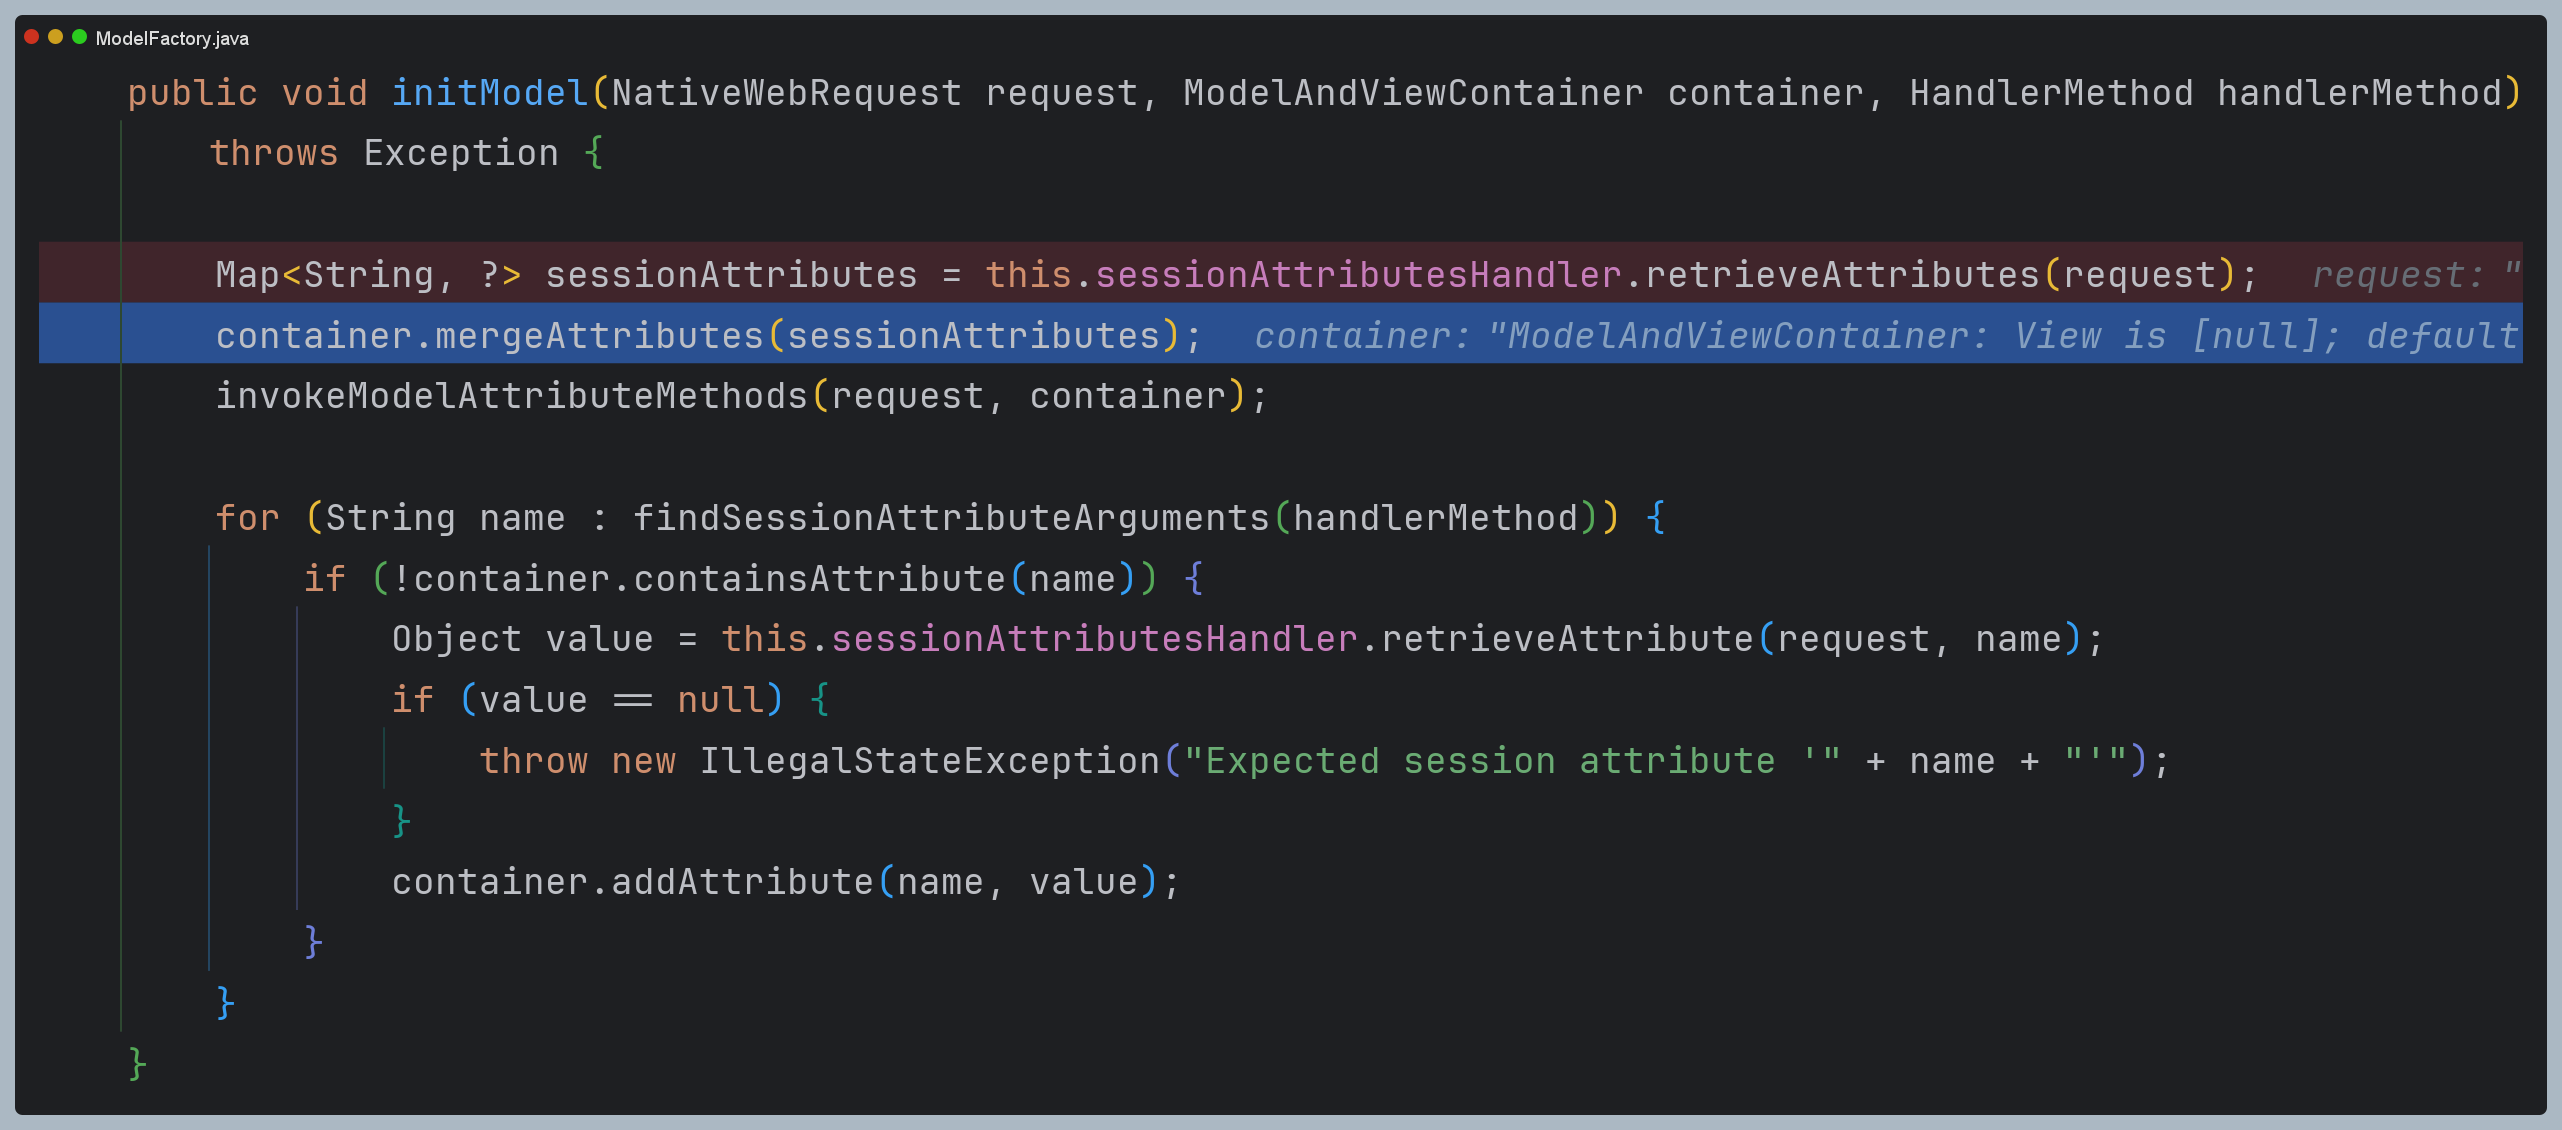 ModelFactory.java
public void initModel(NativeWebRequest request, ModelAndViewContainer container, HandlerMethod handlerMethod)
throws Exception {
Map<String, ?> sessionAttributes = this.sessionAttributesHandler.retrieveAttributes(request); request: "
container.mergeAttributes(sessionAttributes); container: "ModelAndViewContainer: View is [null]; default
invokeModelAttributeMethods(request, container);
for (String name : findSessionAttributeArguments(handlerMethod)) {
if (!container.containsAttribute(name)) {
Object value = this.sessionAttributesHandler.retrieveAttribute(request, name);
if (value == null) {
throw new IllegalStateException("Expected session attribute '" + name + "'");
}
container.addAttribute(name, value);
}
}
}